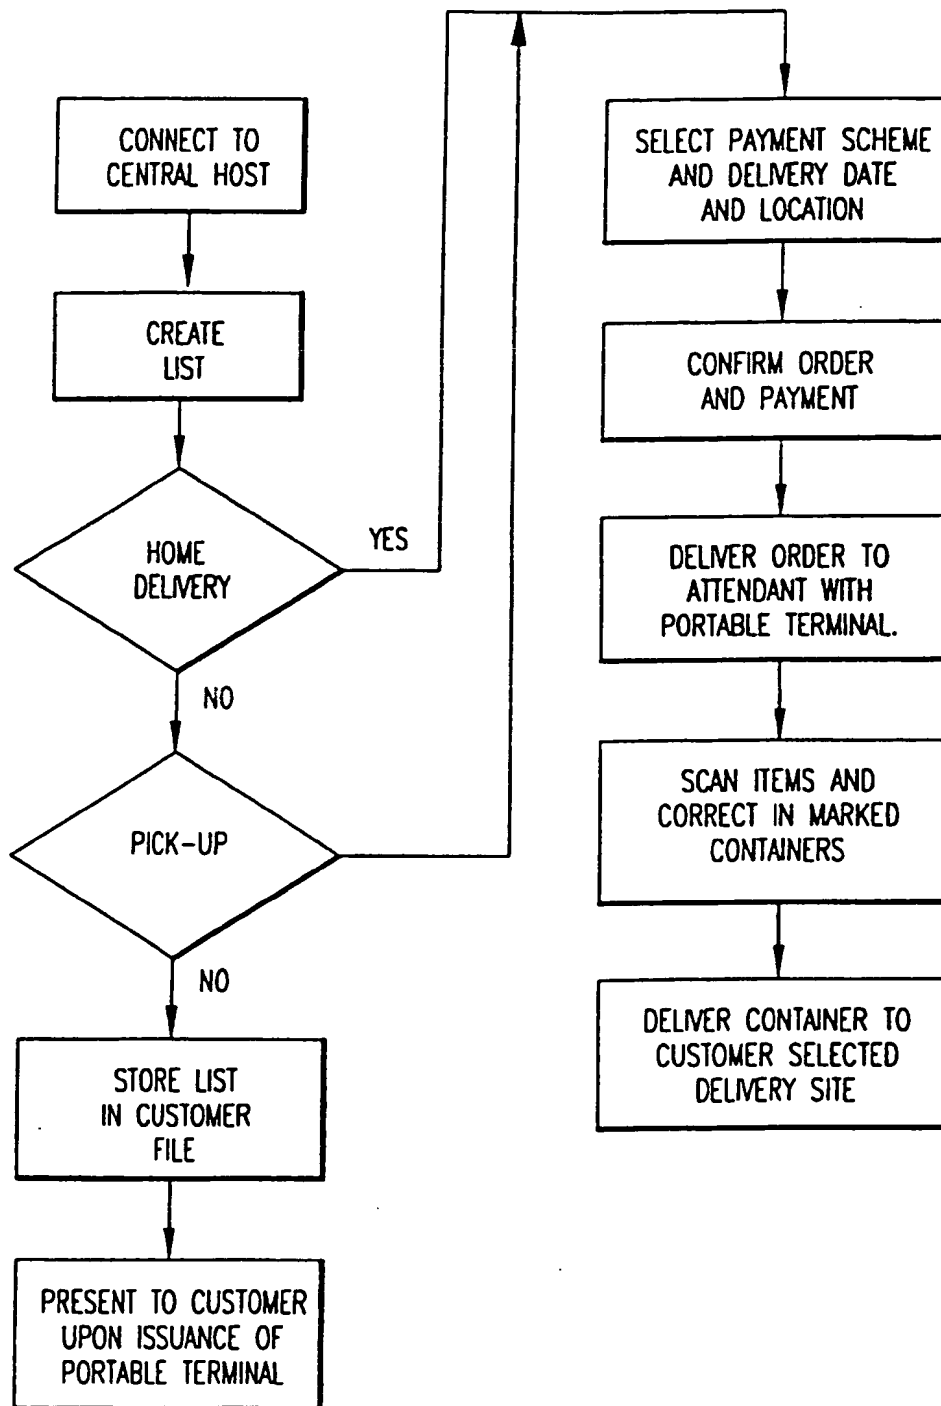 CONNECT TO
CENTRAL HOST
CREATE
LIST
HOME
DELIVERY
YES
NO
PICK-UP
NO
STORE LIST
IN CUSTOMER
FILE
PRESENT TO CUSTOMER
UPON ISSUANCE OF
PORTABLE TERMINAL
SELECT PAYMENT SCHEME
AND DELIVERY DATE
AND LOCATION
CONFIRM ORDER
AND PAYMENT
DELIVER ORDER TO
ATTENDANT WITH
PORTABLE TERMINAL.
SCAN ITEMS AND
CORRECT IN MARKED
CONTAINERS
DELIVER CONTAINER TO
CUSTOMER SELECTED
DELIVERY SITE